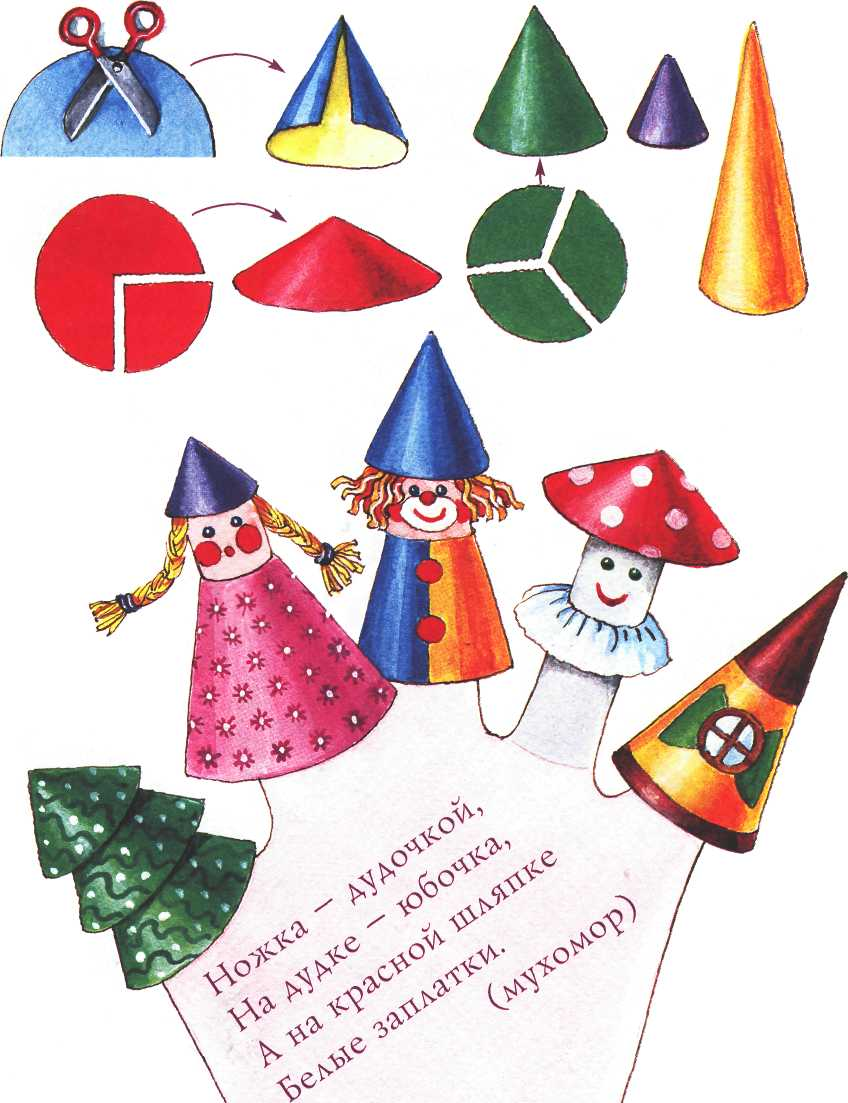 Ножка – дудочкой,
На дудке – юбочка,
А на красной шляпке
Белые заплатки.
(мухомор)